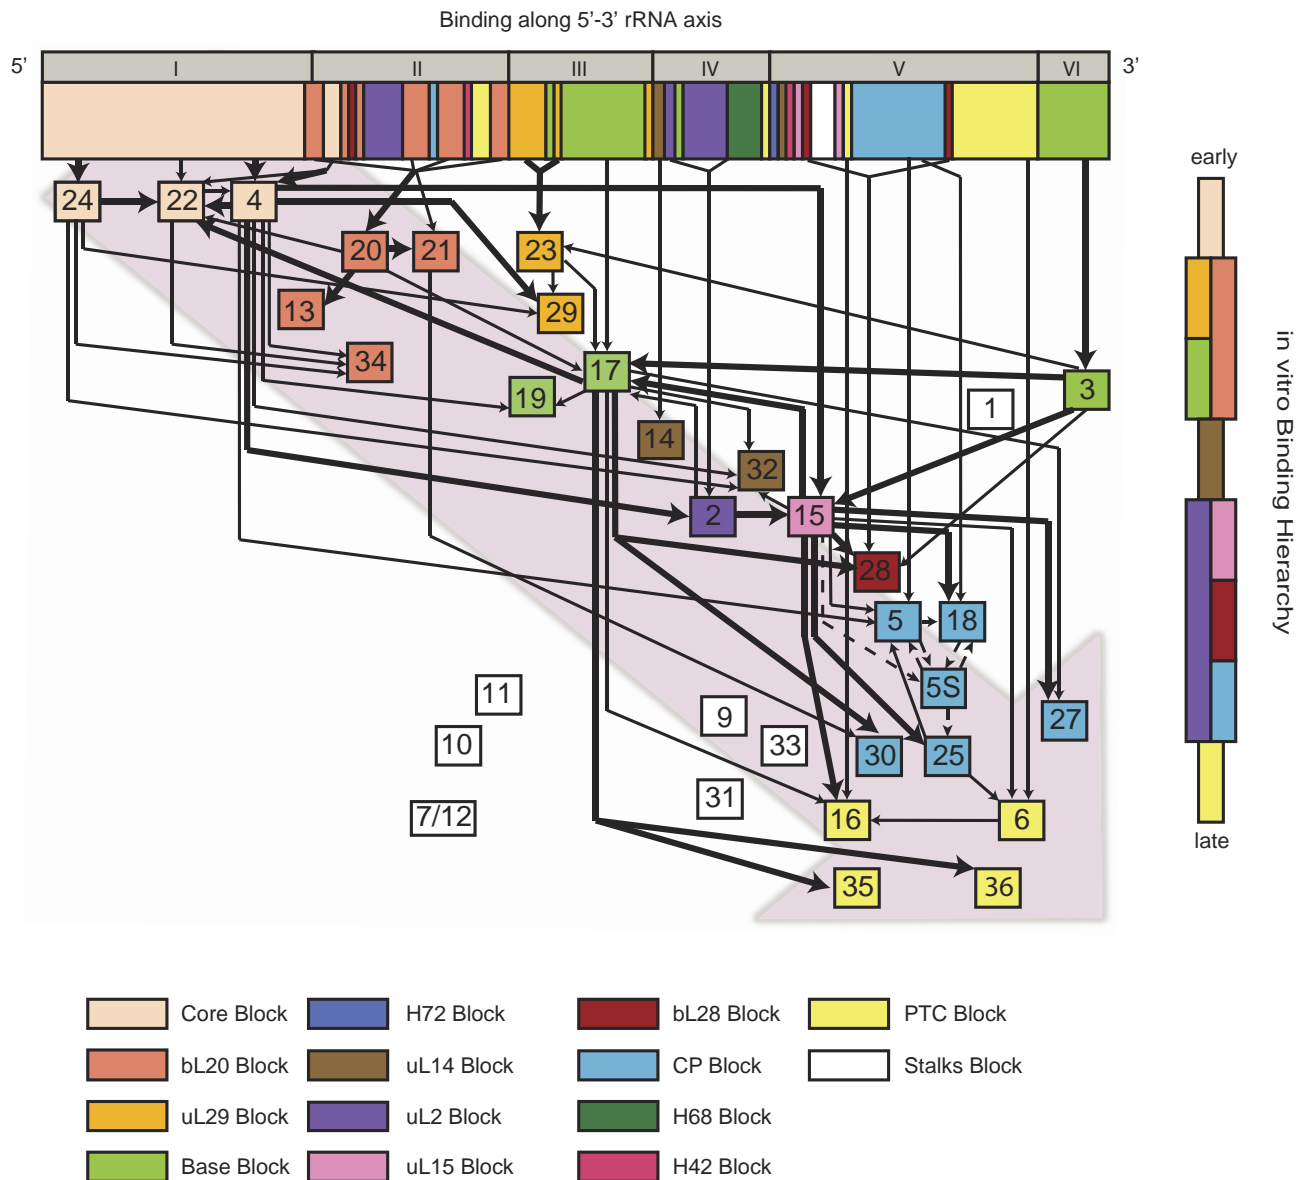 Binding along 5’-3’ rRNA axis
5’ I II III IV V VI 3’
early
24 22 4
20 21 23
13 29
34 17
19 3
1
14
32
2 15
28
5 18
5S
11
9 27
10 33 30 25
31
7/12 16 6
35 36
late
in vitro Binding Hierarchy
Core Block H72 Block bL28 Block PTC Block
bL20 Block uL14 Block CP Block Stalks Block
uL29 Block uL2 Block H68 Block
Base Block uL15 Block H42 Block